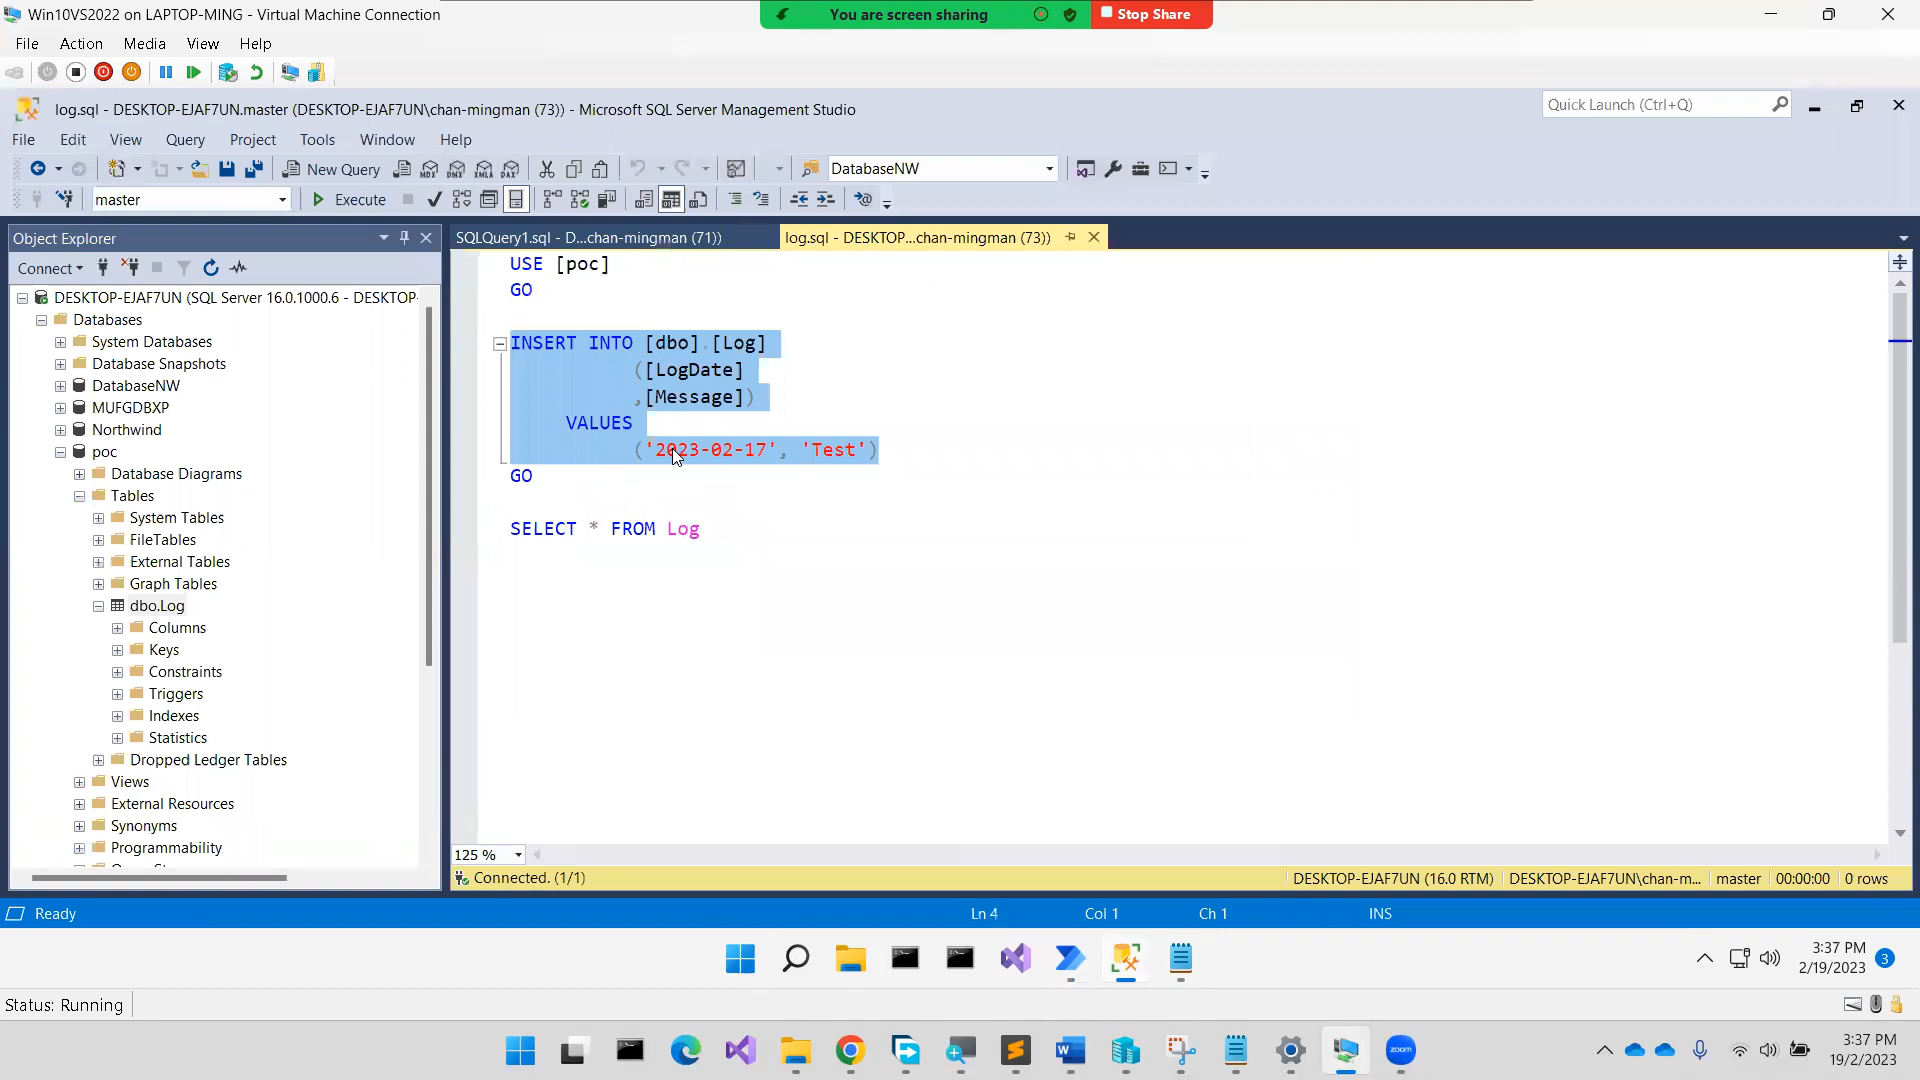 Win10VS2022 on LAPTOP-MING - Virtual Machine Connection
You are screen sharing
Stop Share
File Action Media View Help
log.sql - DESKTOP-EJAF7UN.master (DESKTOP-EJAF7UN\chan-mingman (73)) - Microsoft SQL Server Management Studio
Quick Launch (Ctrl+Q)
File Edit View Query Project Tools Window Help
New Query
MDX DMX XMLA DAX
DatabaseNW
master
Execute
Object Explorer
SQLQuery1.sql - D...chan-mingman (71))
log.sql - DESKTOP...chan-mingman (73))
Connect
DESKTOP-EJAF7UN (SQL Server 16.0.1000.6 - DESKTOP-
Databases
System Databases
Database Snapshots
DatabaseNW
MUFGDBXP
Northwind
poc
Database Diagrams
Tables
System Tables
FileTables
External Tables
Graph Tables
dbo.Log
Columns
Keys
Constraints
Triggers
Indexes
Statistics
Dropped Ledger Tables
Views
External Resources
Synonyms
Programmability
USE [poc]
GO
INSERT INTO [dbo].[Log]
([LogDate]
,[Message])
VALUES
('2023-02-17', 'Test')
GO
SELECT * FROM Log
125 %
Connected. (1/1)
DESKTOP-EJAF7UN (16.0 RTM)
DESKTOP-EJAF7UN\chan-m...
master
00:00:00
0 rows
Ready
Ln 4
Col 1
Ch 1
INS
3:37 PM
2/19/2023
3
Status: Running
zoom
3:37 PM
19/2/2023